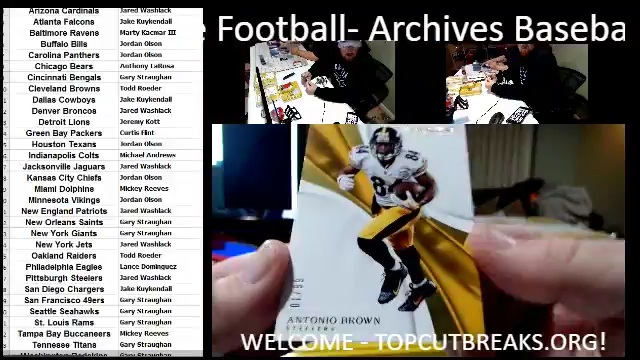 Arizona Cardinals Jared Washlack
Atlanta Falcons Jake Kuykendall
Baltimore Ravens Marty Kacmar III
Buffalo Bills Jordan Olson
Carolina Panthers Jordan Olson
Chicago Bears Anthony LaRosa
Cincinnati Bengals Gary Straughan
Cleveland Browns Todd Roeder
Dallas Cowboys Jake Kuykendall
Denver Broncos Jared Washlack
Detroit Lions Jeremy Kott
Green Bay Packers Curtis Flint
Houston Texans Jordan Olson
Indianapolis Colts Michael Andrews
Jacksonville Jaguars Jared Washlack
Kansas City Chiefs Jordan Olson
Miami Dolphins Mickey Reeves
Minnesota Vikings Jordan Olson
New England Patriots Jared Washlack
New Orleans Saints Gary Straughan
New York Giants Gary Straughan
New York Jets Jared Washlack
Oakland Raiders Todd Roeder
Philadelphia Eagles Lance Dominguez
Pittsburgh Steelers Jared Washlack
San Diego Chargers Jake Kuykendall
San Francisco 49ers Gary Straughan
Seattle Seahawks Gary Straughan
St. Louis Rams Gary Straughan
Tampa Bay Buccaneers Mickey Reeves
Tennessee Titans Gary Straughan
e Football- Archives Baseba
84
ANTONIO BROWN
STEELERS
WELCOME - TOPCUTBREAKS.ORG!